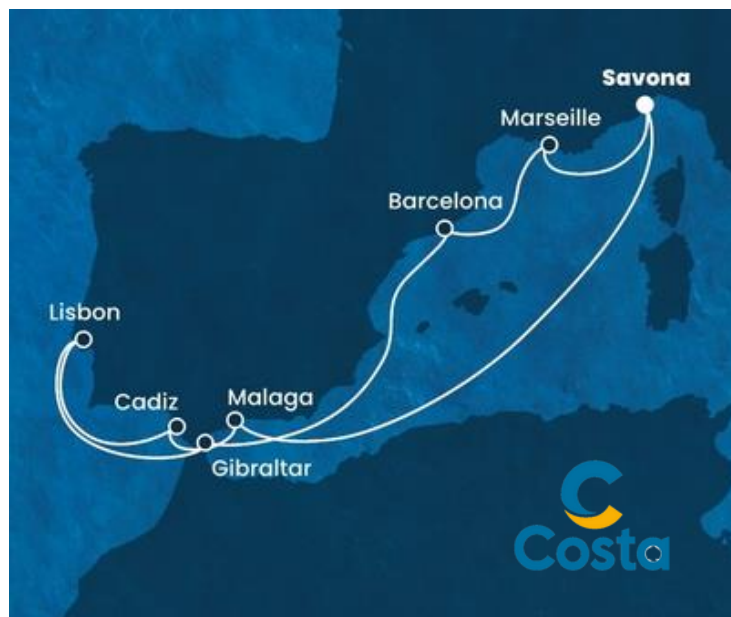 Savona
Marseille
Barcelona
Lisbon
Cadiz
Malaga
Gibraltar
Costa